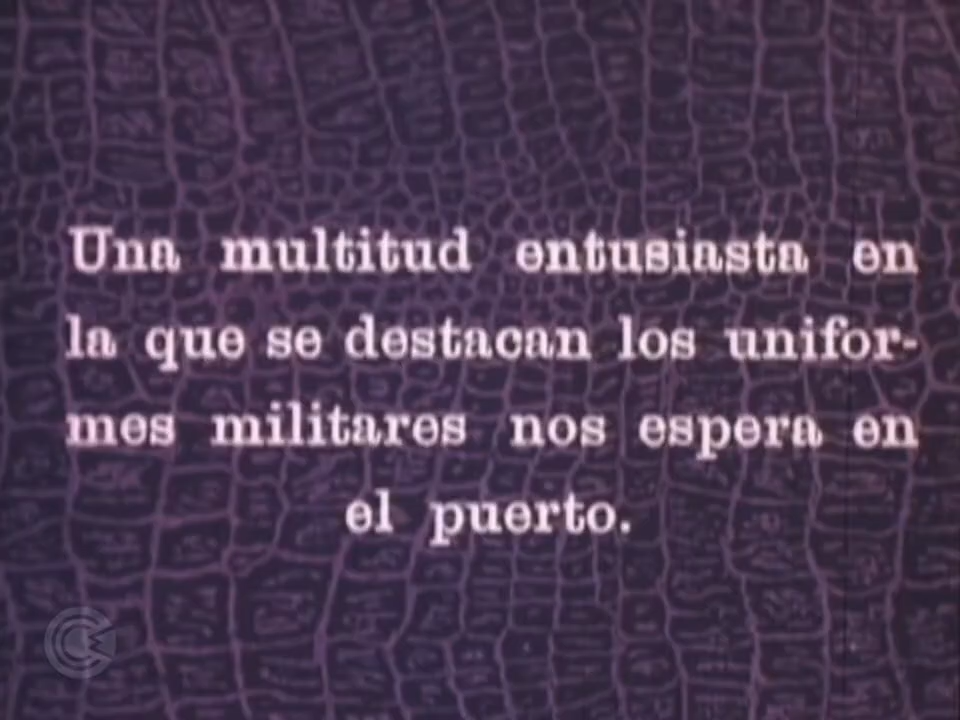 Una multitud entusiasta en
la que se destacan los unifor-
mes militares nos espera en
el puerto.